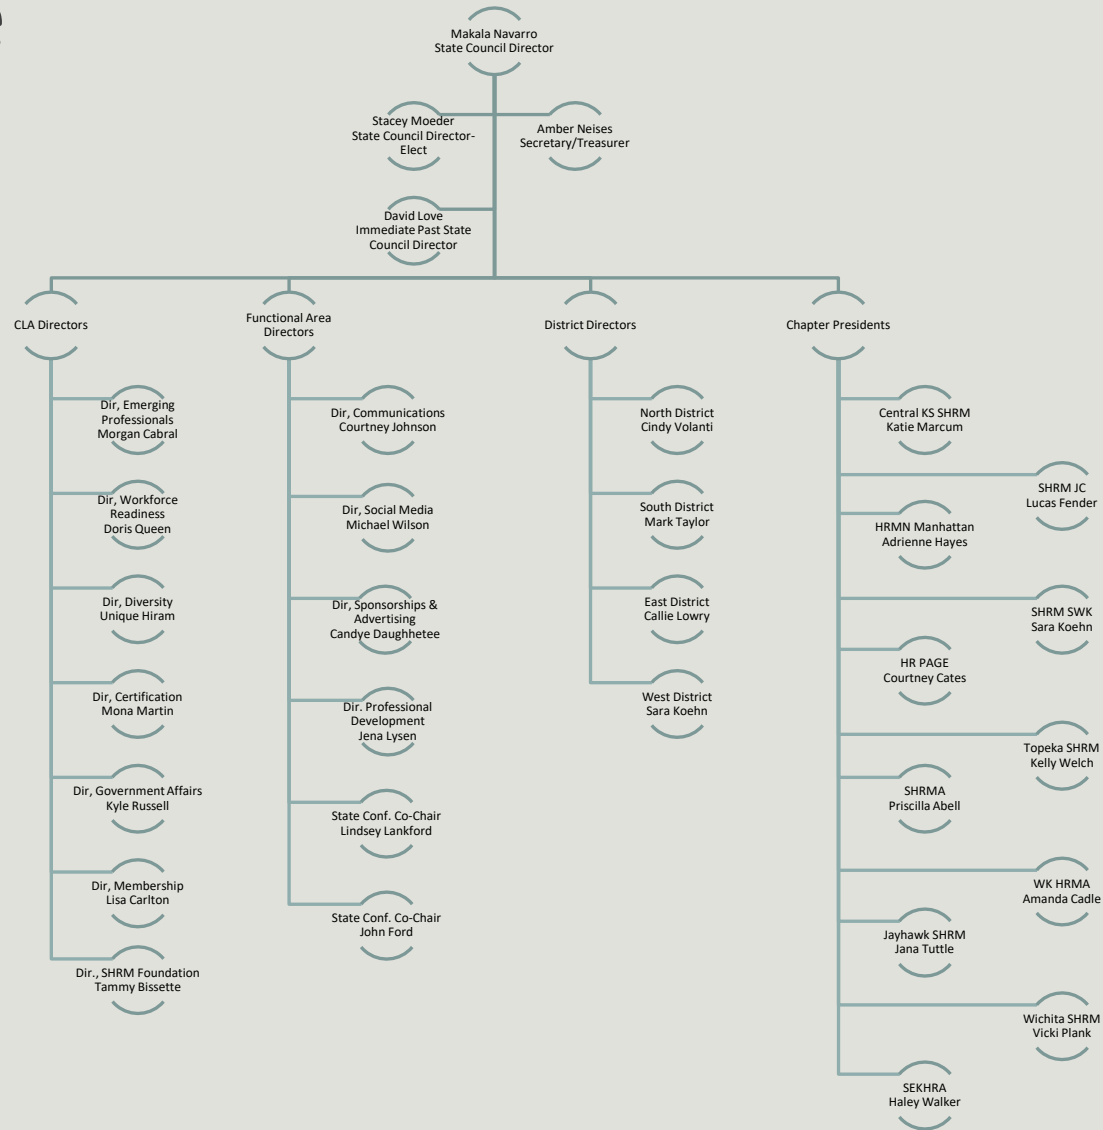 Makala Navarro
State Council Director
Stacey Moeder
State Council Director-
Elect
Amber Neises
Secretary/Treasurer
David Love
Immediate Past State
Council Director
CLA Directors
Dir, Emerging
Professionals
Morgan Cabral
Dir, Workforce
Readiness
Doris Queen
Dir, Diversity
Unique Hiram
Dir, Certification
Mona Martin
Dir, Government Affairs
Kyle Russell
Dir, Membership
Lisa Carlton
Dir., SHRM Foundation
Tammy Bissette
Functional Area
Directors
Dir, Communications
Courtney Johnson
Dir, Social Media
Michael Wilson
Dir, Sponsorships &
Advertising
Candye Daughhetee
Dir. Professional
Development
Jena Lysen
State Conf. Co-Chair
Lindsey Lankford
State Conf. Co-Chair
John Ford
District Directors
North District
Cindy Volanti
South District
Mark Taylor
East District
Callie Lowry
West District
Sara Koehn
Chapter Presidents
Central KS SHRM
Katie Marcum
SHRM JC
Lucas Fender
HRMN Manhattan
Adrienne Hayes
SHRM SWK
Sara Koehn
HR PAGE
Courtney Cates
Topeka SHRM
Kelly Welch
SHRMA
Priscilla Abell
WK HRMA
Amanda Cadle
Jayhawk SHRM
Jana Tuttle
Wichita SHRM
Vicki Plank
SEKHRA
Haley Walker